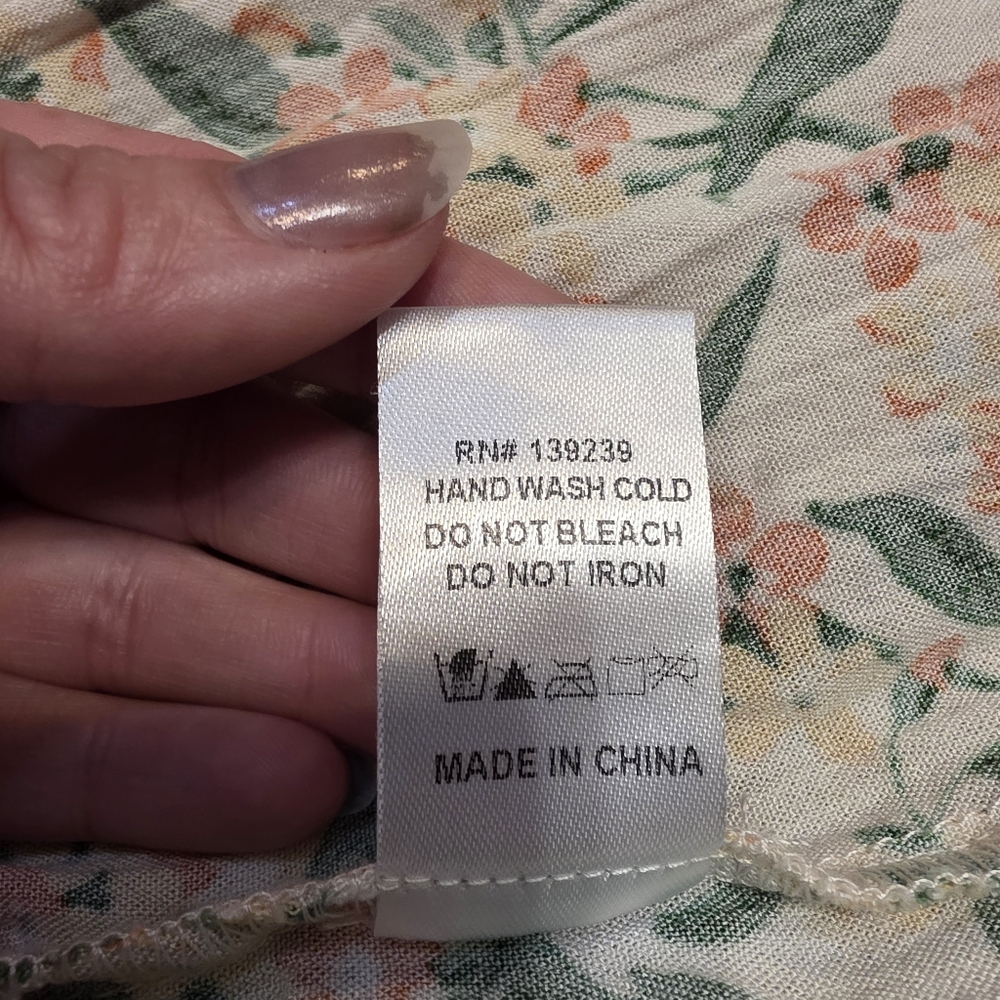 RN# 139239
HAND WASH COLD
DO NOT BLEACH
DO NOT IRON
MADE IN CHINA